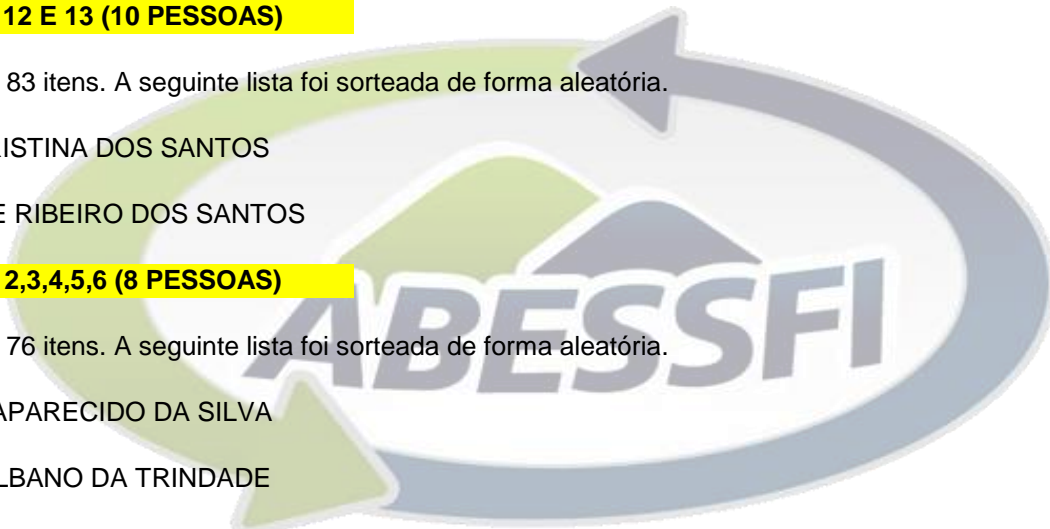 12 E 13 (10 PESSOAS)
83 itens. A seguinte lista foi sorteada de forma aleatória.
RISTINA DOS SANTOS
E RIBEIRO DOS SANTOS
2,3,4,5,6 (8 PESSOAS)
76 itens. A seguinte lista foi sorteada de forma aleatória.
ABESSFI
APARECIDO DA SILVA
LBANO DA TRINDADE